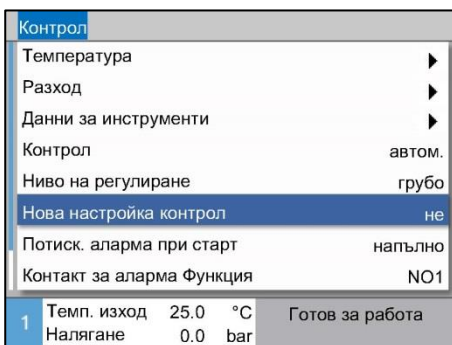 Контрол
Температура
Разход
Данни за инструменти
Контрол автом.
Ниво на регулиране грубо
Нова настройка контрол не
Потиск. аларма при старт напълно
Контакт за аларма Функция NO1
1 Темп. изход 25.0 °C Готов за работа
Налягане 0.0 bar